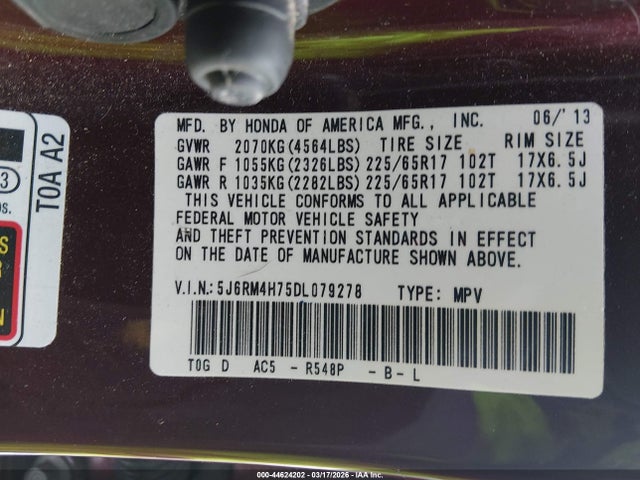 MFD. BY HONDA OF AMERICA MFG., INC. 06/'13
GVWR 2070KG(4564LBS) TIRE SIZE RIM SIZE
GAWR F 1055KG(2326LBS) 225/65R17 102T 17X6.5J
GAWR R 1035KG(2282LBS) 225/65R17 102T 17X6.5J
THIS VEHICLE CONFORMS TO ALL APPLICABLE
FEDERAL MOTOR VEHICLE SAFETY
AND THEFT PREVENTION STANDARDS IN EFFECT
ON THE DATE OF MANUFACTURE SHOWN ABOVE.
V.I.N.: 5J6RM4H75DL079278 TYPE: MPV
T0G D AC5 - R548P - B - L
T0A A2
000-44624202 - 03/17/2026 - IAAI.COM